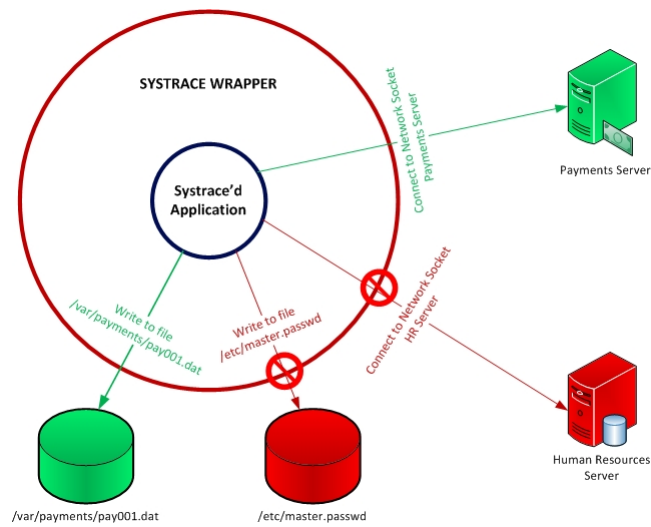 SYSTRACE WRAPPER
Systrace'd
Application
Connect to Network Socket
Payments Server
Payments Server
Write to file
/var/payments/pay001.dat
Write to file
/etc/master.passwd
Connect to Network Socket
HR Server
Human Resources
Server
/var/payments/pay001.dat
/etc/master.passwd